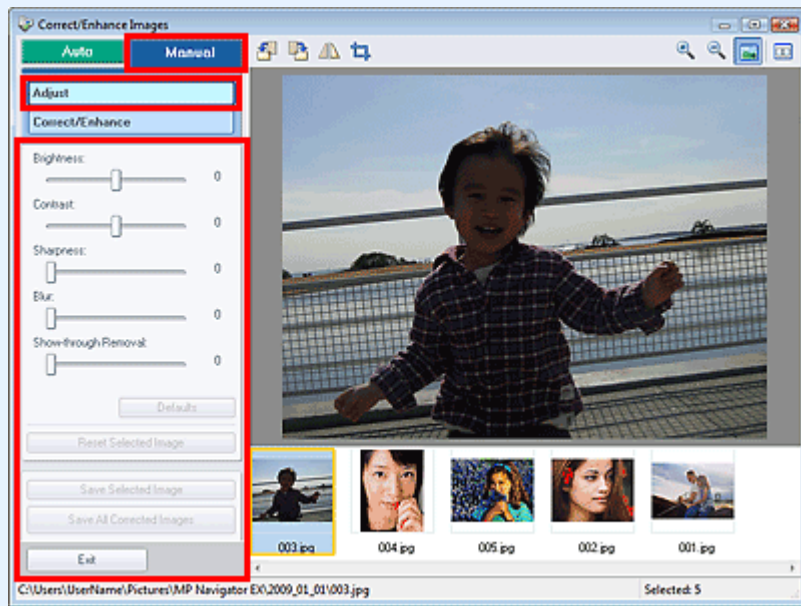 Correct/Enhance Images
Auto Manual
Adjust
Correct/Enhance
Brightness:
0
Contrast:
0
Sharpness:
0
Blur:
0
Show-through Removal:
0
Defaults
Reset Selected Image
Save Selected Image
Save All Corrected Images
Exit
003.jpg 004.jpg 005.jpg 002.jpg 001.jpg
C:\Users\UserName\Pictures\MP Navigator EX\2009_01_01\003.jpg Selected: 5